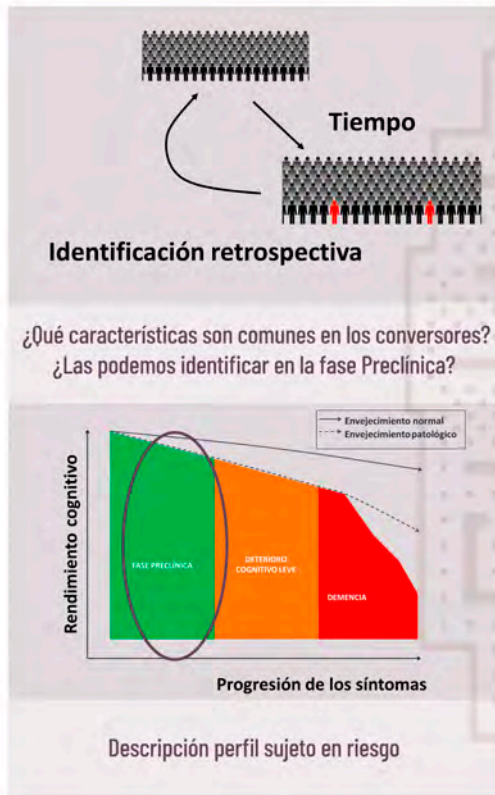 Tiempo
Identificación retrospectiva
¿Qué características son comunes en los conversores?
¿Las podemos identificar en la fase Preclínica?
Envejecimiento normal
Envejecimiento patológico
Rendimiento cognitivo
FASE PRECLÍNICA
DETERIORO
COGNITIVO LEVE
DEMENCIA
Progresión de los síntomas
Descripción perfil sujeto en riesgo